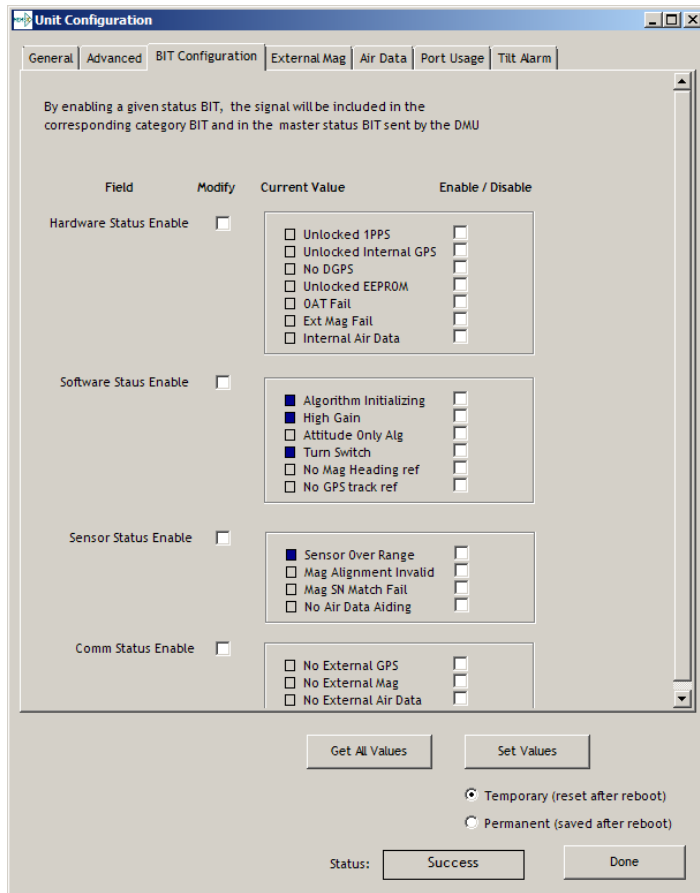 Unit Configuration
General Advanced BIT Configuration External Mag Air Data Port Usage Tilt Alarm
By enabling a given status BIT, the signal will be included in the
corresponding category BIT and in the master status BIT sent by the DMU
Field Modify Current Value Enable / Disable
Hardware Status Enable
Unlocked 1PPS
Unlocked Internal GPS
No DGPS
Unlocked EEPROM
OAT Fail
Ext Mag Fail
Internal Air Data
Software Staus Enable
Algorithm Initializing
High Gain
Attitude Only Alg
Turn Switch
No Mag Heading ref
No GPS track ref
Sensor Status Enable
Sensor Over Range
Mag Alignment Invalid
Mag SN Match Fail
No Air Data Aiding
Comm Status Enable
No External GPS
No External Mag
No External Air Data
Get All Values Set Values
Temporary (reset after reboot)
Permanent (saved after reboot)
Status: Success Done